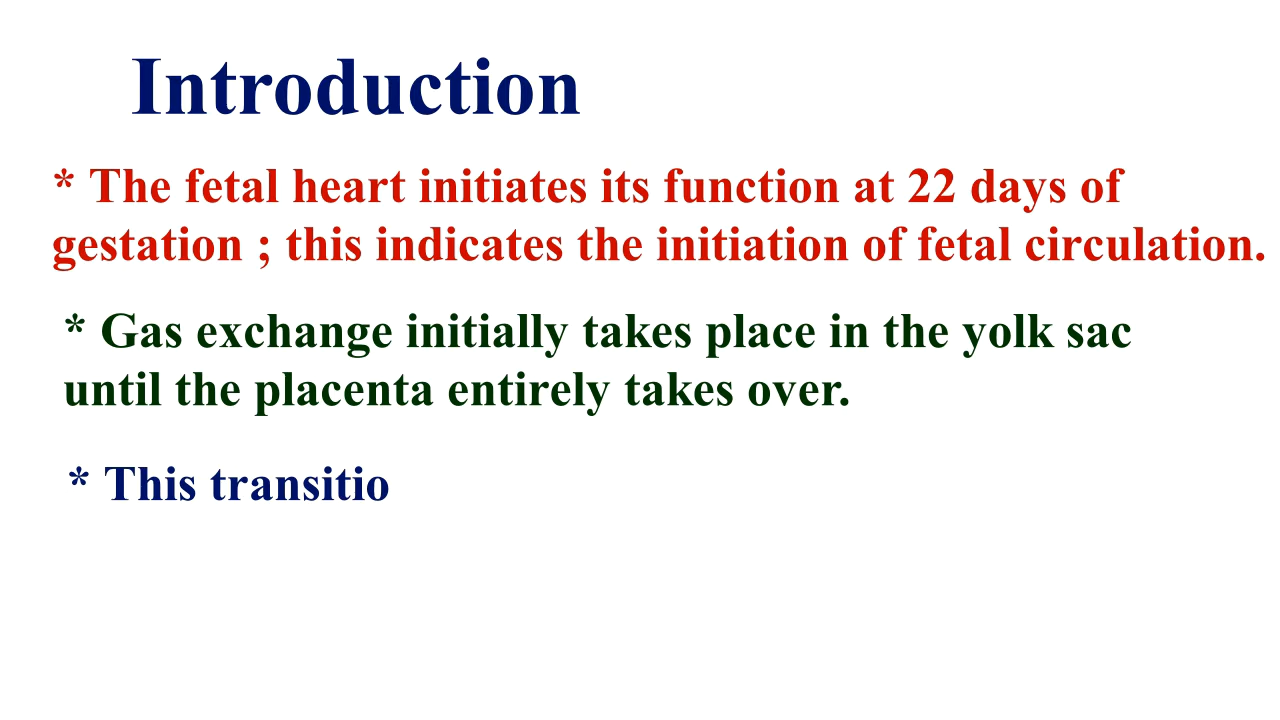 Introduction
* The fetal heart initiates its function at 22 days of
gestation ; this indicates the initiation of fetal circulation.
* Gas exchange initially takes place in the yolk sac
until the placenta entirely takes over.
* This transitio